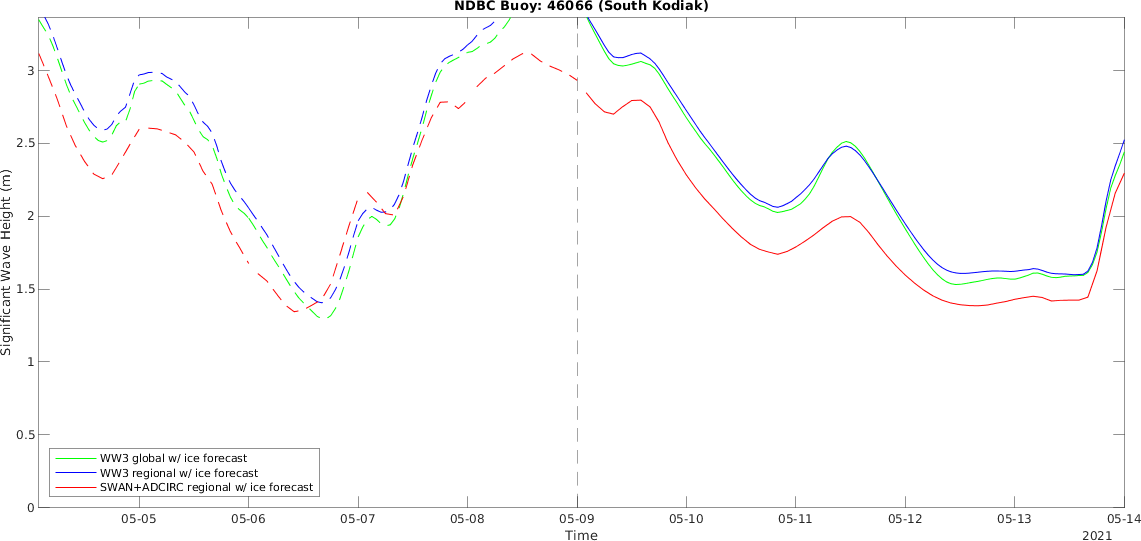 NDBC Buoy: 46066 (South Kodiak)
Significant Wave Height (m)
3
2.5
2
1.5
1
0.5
0
WW3 global w/ ice forecast
WW3 regional w/ ice forecast
SWAN+ADCIRC regional w/ ice forecast
05-05 05-06 05-07 05-08 05-09 05-10 05-11 05-12 05-13 05-14
Time
2021